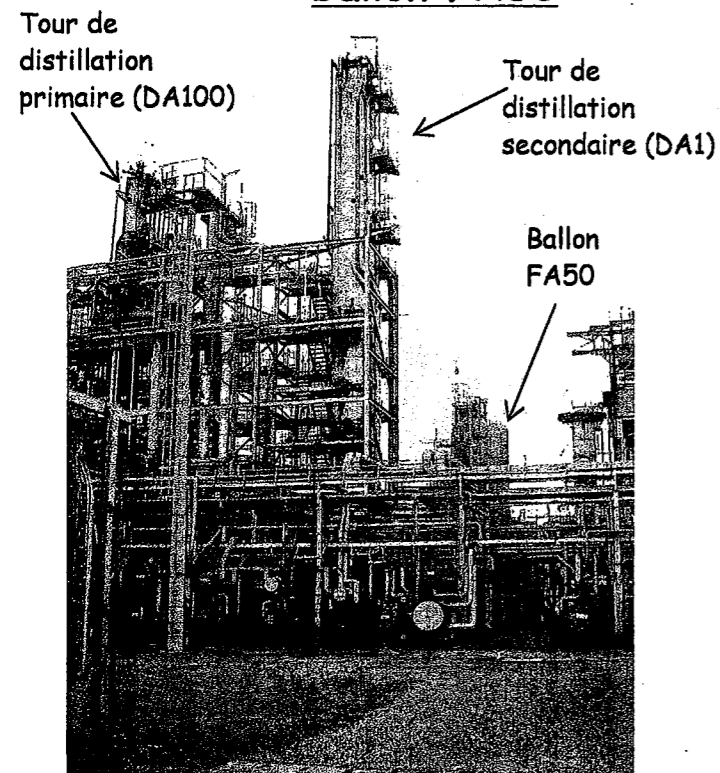 Tour de
distillation
primaire (DA100)
Tour de
distillation
secondaire (DA1)
Ballon
FA50